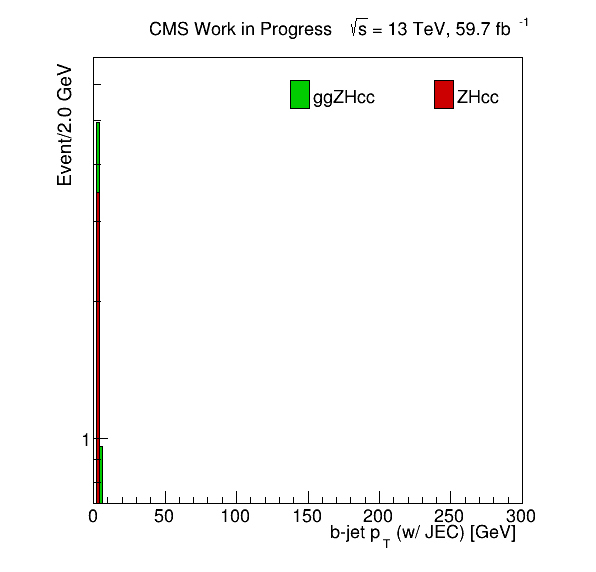 CMS Work in Progress √s = 13 TeV, 59.7 fb⁻¹
Event/2.0 GeV
ggZHcc ZHcc
1
0 50 100 150 200 250 300
b-jet p_T (w/ JEC) [GeV]